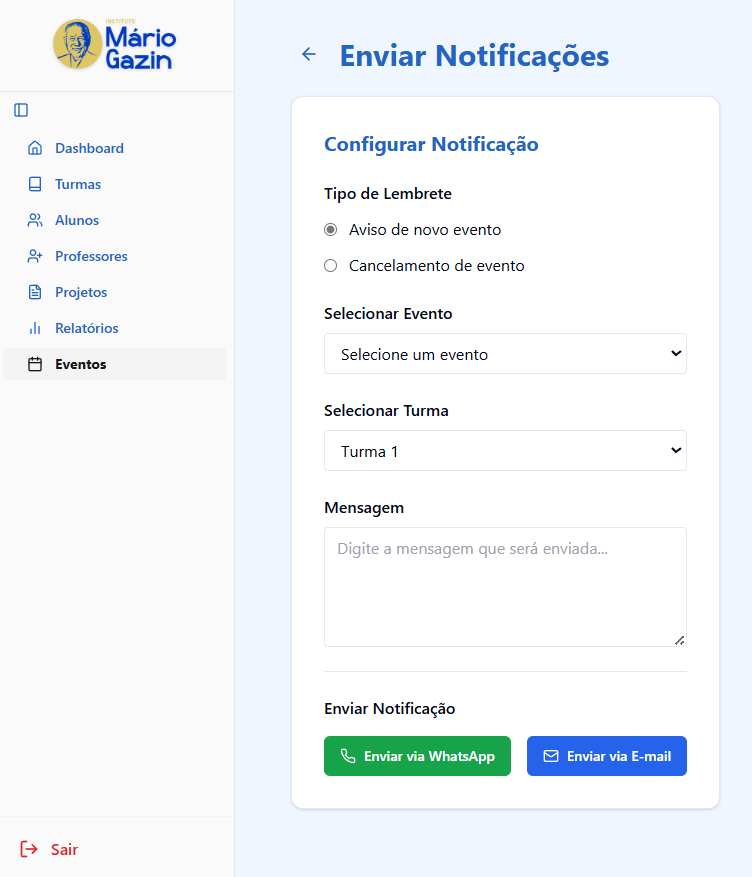 INSTITUTO
Mário
Gazin
Dashboard
Turmas
Alunos
Professores
Projetos
Relatórios
Eventos
Sair
Enviar Notificações
Configurar Notificação
Tipo de Lembrete
Aviso de novo evento
Cancelamento de evento
Selecionar Evento
Selecione um evento
Selecionar Turma
Turma 1
Mensagem
Digite a mensagem que será enviada...
Enviar Notificação
Enviar via WhatsApp
Enviar via E-mail